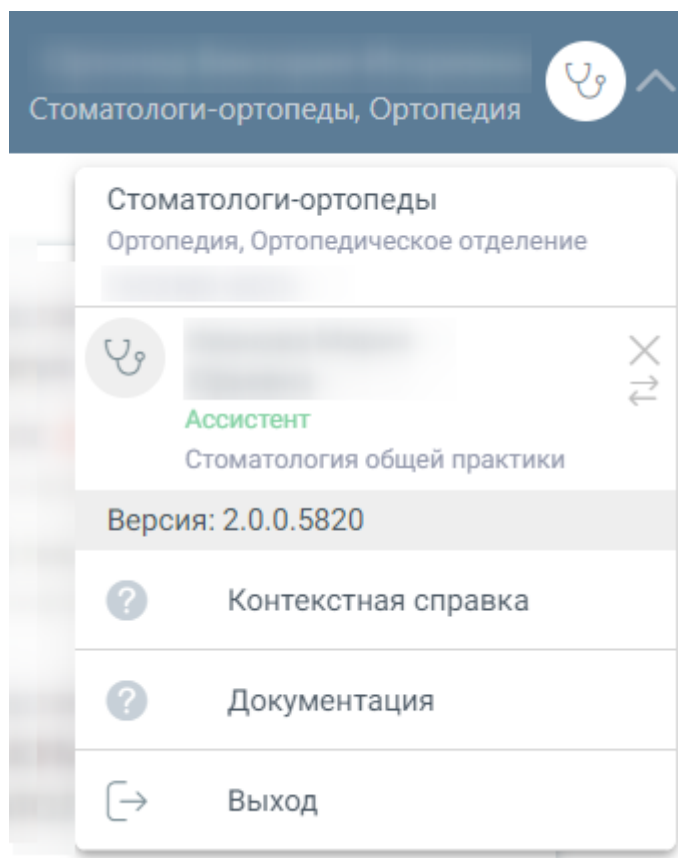 Стоматологи-ортопеды, Ортопедия
Стоматологи-ортопеды
Ортопедия, Ортопедическое отделение
Ассистент
Стоматология общей практики
Версия: 2.0.0.5820
Контекстная справка
Документация
Выход